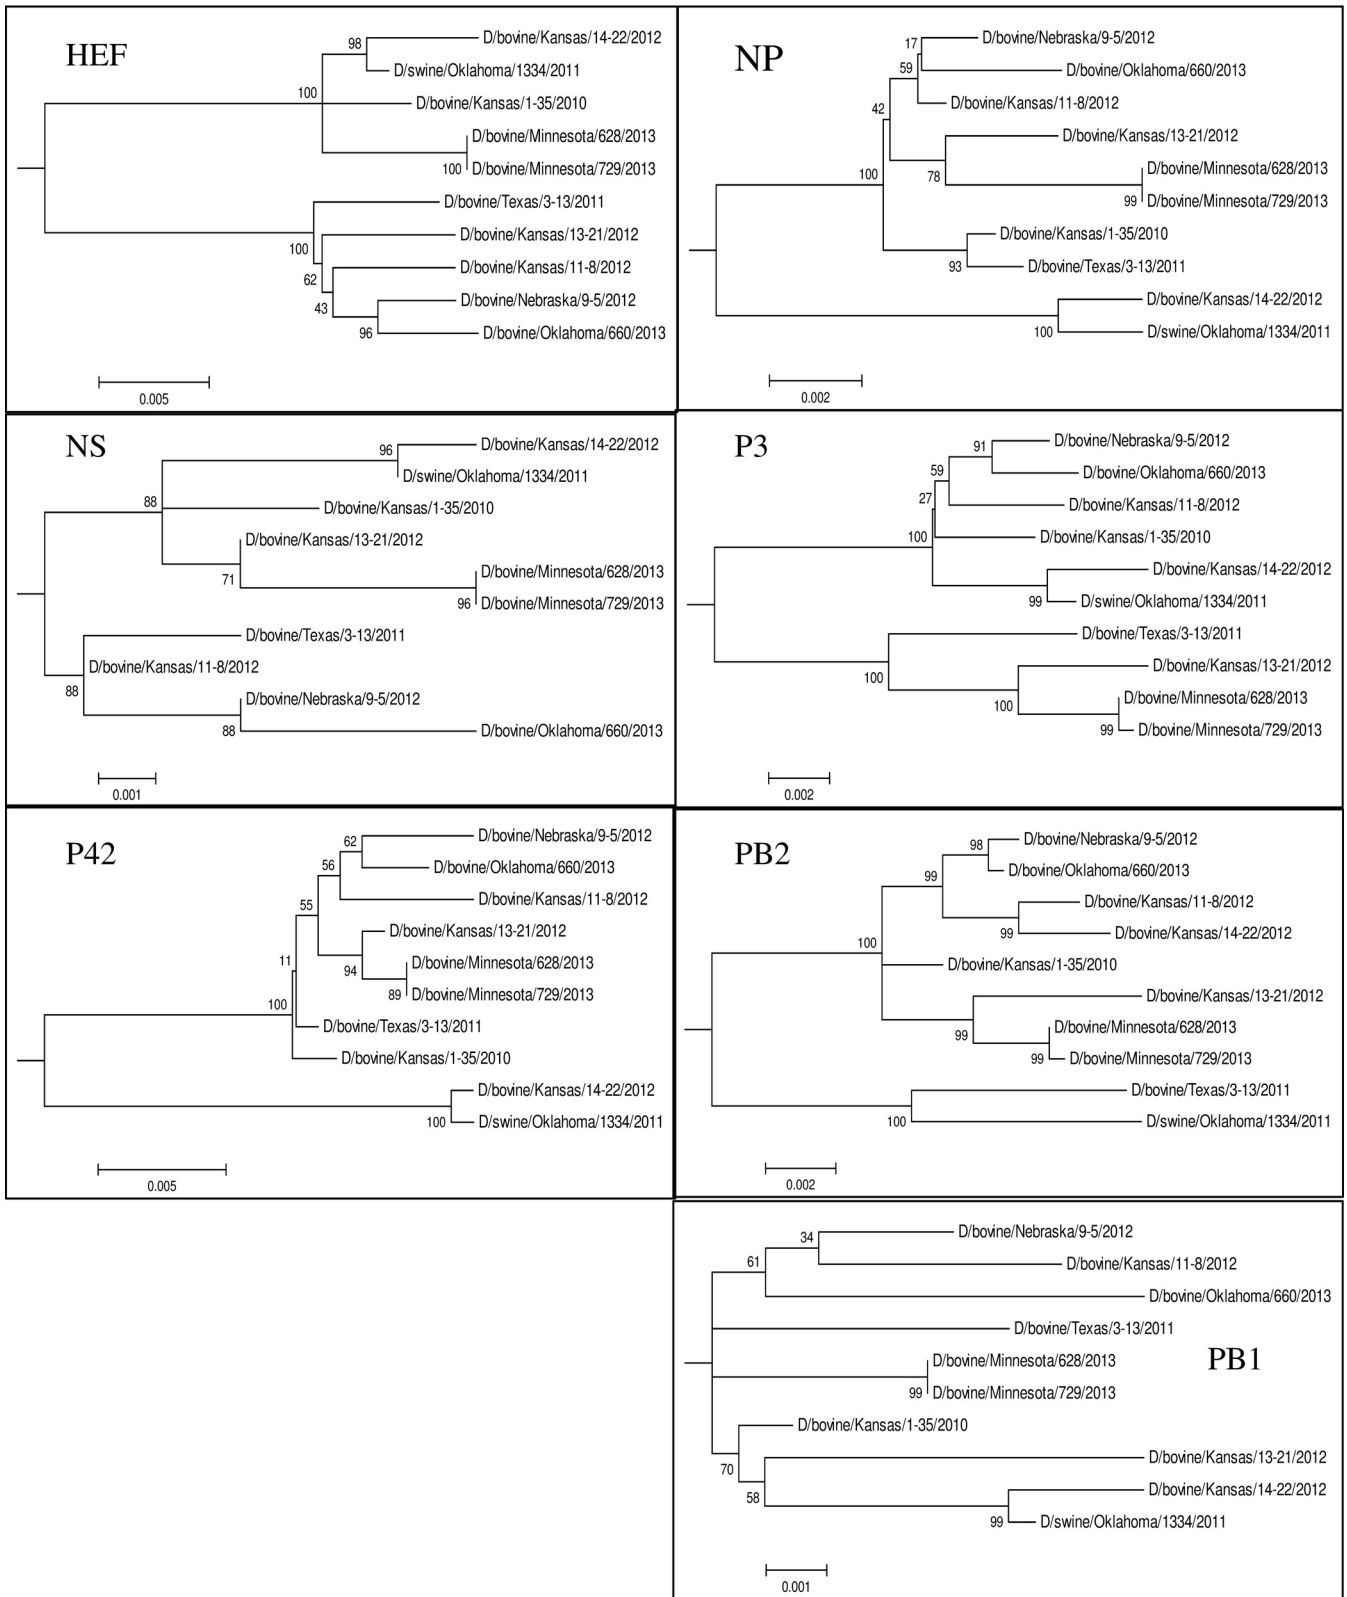 HEF
98
D/bovine/Kansas/14-22/2012
D/swine/Oklahoma/1334/2011
100
D/bovine/Kansas/1-35/2010
D/bovine/Minnesota/628/2013
100
D/bovine/Minnesota/729/2013
D/bovine/Texas/3-13/2011
100
D/bovine/Kansas/13-21/2012
62
D/bovine/Kansas/11-8/2012
43
D/bovine/Nebraska/9-5/2012
96
D/bovine/Oklahoma/660/2013
0.005
NP
17
D/bovine/Nebraska/9-5/2012
59
D/bovine/Oklahoma/660/2013
42
D/bovine/Kansas/11-8/2012
D/bovine/Kansas/13-21/2012
100
78
D/bovine/Minnesota/628/2013
99
D/bovine/Minnesota/729/2013
D/bovine/Kansas/1-35/2010
93
D/bovine/Texas/3-13/2011
D/bovine/Kansas/14-22/2012
100
D/swine/Oklahoma/1334/2011
0.002
NS
96
D/bovine/Kansas/14-22/2012
D/swine/Oklahoma/1334/2011
88
D/bovine/Kansas/1-35/2010
D/bovine/Kansas/13-21/2012
71
D/bovine/Minnesota/628/2013
96
D/bovine/Minnesota/729/2013
D/bovine/Texas/3-13/2011
D/bovine/Kansas/11-8/2012
88
D/bovine/Nebraska/9-5/2012
88
D/bovine/Oklahoma/660/2013
0.001
P3
91
D/bovine/Nebraska/9-5/2012
59
D/bovine/Oklahoma/660/2013
27
D/bovine/Kansas/11-8/2012
100
D/bovine/Kansas/1-35/2010
D/bovine/Kansas/14-22/2012
99
D/swine/Oklahoma/1334/2011
D/bovine/Texas/3-13/2011
100
D/bovine/Kansas/13-21/2012
100
D/bovine/Minnesota/628/2013
99
D/bovine/Minnesota/729/2013
0.002
P42
62
D/bovine/Nebraska/9-5/2012
56
D/bovine/Oklahoma/660/2013
55
D/bovine/Kansas/11-8/2012
D/bovine/Kansas/13-21/2012
11
94
D/bovine/Minnesota/628/2013
89
D/bovine/Minnesota/729/2013
100
D/bovine/Texas/3-13/2011
D/bovine/Kansas/1-35/2010
D/bovine/Kansas/14-22/2012
100
D/swine/Oklahoma/1334/2011
0.005
PB2
98
D/bovine/Nebraska/9-5/2012
99
D/bovine/Oklahoma/660/2013
D/bovine/Kansas/11-8/2012
99
D/bovine/Kansas/14-22/2012
100
D/bovine/Kansas/1-35/2010
D/bovine/Kansas/13-21/2012
99
D/bovine/Minnesota/628/2013
99
D/bovine/Minnesota/729/2013
D/bovine/Texas/3-13/2011
100
D/swine/Oklahoma/1334/2011
0.002
34
D/bovine/Nebraska/9-5/2012
61
D/bovine/Kansas/11-8/2012
D/bovine/Oklahoma/660/2013
D/bovine/Texas/3-13/2011
PB1
D/bovine/Minnesota/628/2013
99
D/bovine/Minnesota/729/2013
D/bovine/Kansas/1-35/2010
70
D/bovine/Kansas/13-21/2012
58
D/bovine/Kansas/14-22/2012
99
D/swine/Oklahoma/1334/2011
0.001